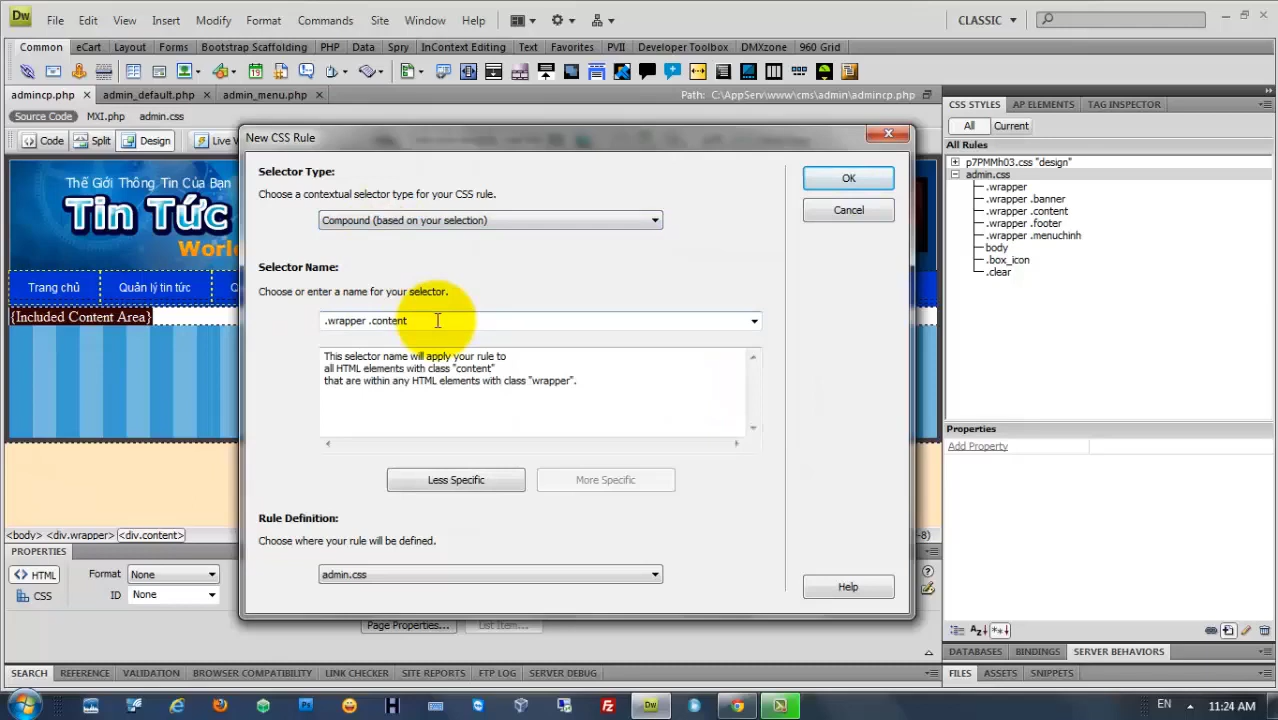 Dw File Edit View Insert Modify Format Commands Site Window Help CLASSIC
Common eCart Layout Forms Bootstrap Scaffolding PHP Data Spry InContext Editing Text Favorites PVII Developer Toolbox DMXzone 960 Grid
admincp.php admin_default.php admin_menu.php Path: C:\AppServ\www\cms\admin\admincp.php
Source Code MXI.php admin.css
Code Split Design Live V
CSS STYLES AP ELEMENTS TAG INSPECTOR
All Current
All Rules
p7PMMh03.css "design"
admin.css
.wrapper
.wrapper .banner
.wrapper .content
.wrapper .footer
.wrapper .menuchinh
body
.box_icon
.clear
Properties
Add Property
Thế Giới Thông Tin Của Bạn
Tin Tức
World
Trang chủ Quản lý tin tức Q
{Included Content Area}
New CSS Rule
Selector Type:
Choose a contextual selector type for your CSS rule.
Compound (based on your selection)
Selector Name:
Choose or enter a name for your selector.
.wrapper .content
This selector name will apply your rule to
all HTML elements with class "content"
that are within any HTML elements with class "wrapper".
Less Specific More Specific
Rule Definition:
Choose where your rule will be defined.
admin.css
OK
Cancel
Help
<body> <div.wrapper> <div.content> -8)
PROPERTIES
HTML Format None
CSS ID None
Page Properties... List Item...
DATABASES BINDINGS SERVER BEHAVIORS
SEARCH REFERENCE VALIDATION BROWSER COMPATIBILITY LINK CHECKER SITE REPORTS FTP LOG SERVER DEBUG
FILES ASSETS SNIPPETS
EN 11:24 AM